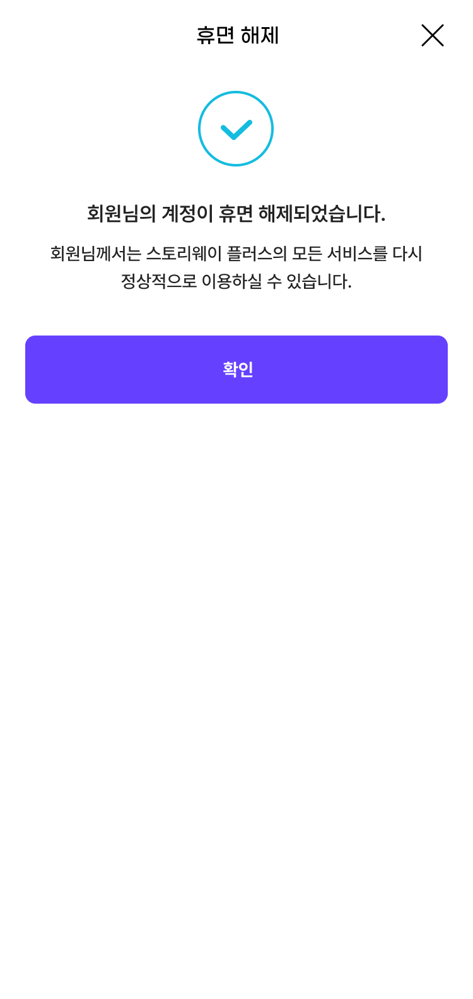 휴면 해제
회원님의 계정이 휴면 해제되었습니다.
회원님께서는 스토리웨이 플러스의 모든 서비스를 다시
정상적으로 이용하실 수 있습니다.
확인